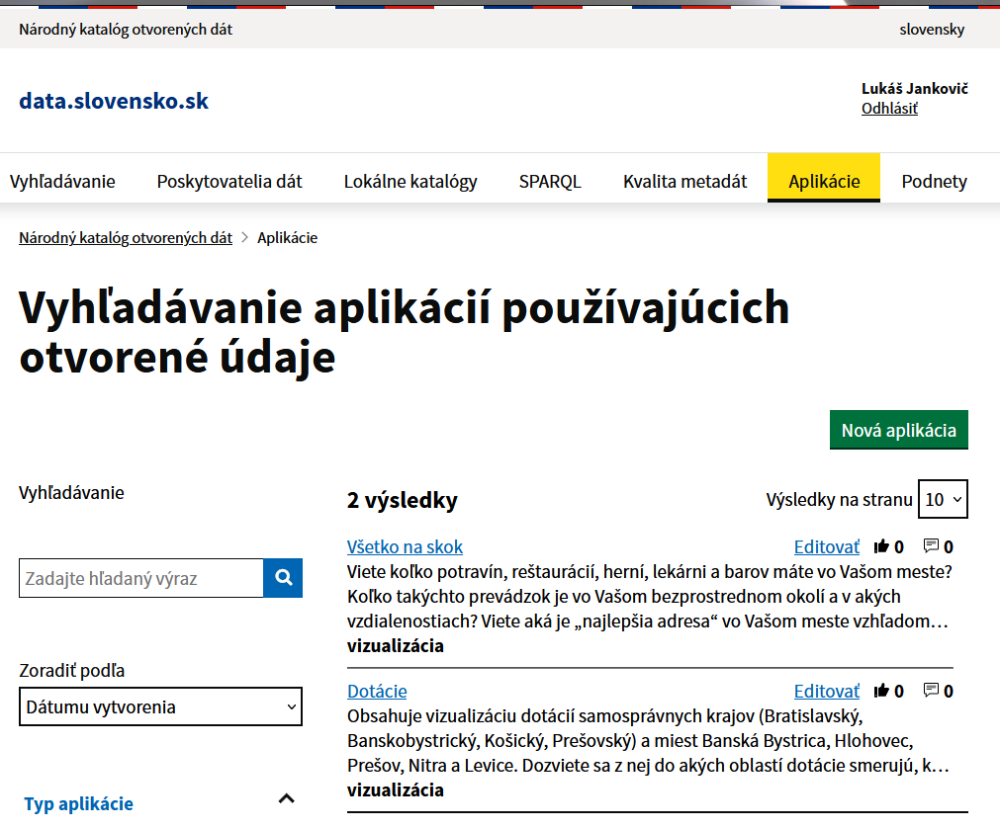 Národný katalóg otvorených dát
slovensky
data.slovensko.sk
Lukáš Jankovič
Odhlásiť
Vyhľadávanie
Poskytovatelia dát
Lokálne katalógy
SPARQL
Kvalita metadát
Aplikácie
Podnety
Národný katalóg otvorených dát > Aplikácie
Vyhľadávanie aplikácií používajúcich
otvorené údaje
Nová aplikácia
Vyhľadávanie
Zadajte hľadaný výraz
Zoradiť podľa
Dátumu vytvorenia
Typ aplikácie
2 výsledky
Výsledky na stranu 10
Všetko na skok
Editovať 0 0
Viete koľko potravín, reštaurácií, herní, lekárni a barov máte vo Vašom meste?
Koľko takýchto prevádzok je vo Vašom bezprostrednom okolí a v akých
vzdialenostiach? Viete aká je „najlepšia adresa“ vo Vašom meste vzhľadom…
vizualizácia
Dotácie
Editovať 0 0
Obsahuje vizualizáciu dotácií samosprávnych krajov (Bratislavský,
Banskobystrický, Košický, Prešovský) a miest Banská Bystrica, Hlohovec,
Prešov, Nitra a Levice. Dozviete sa z nej do akých oblastí dotácie smerujú, k…
vizualizácia